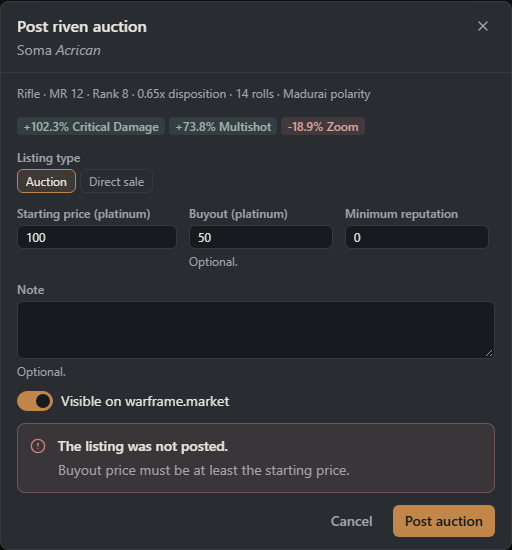 Post riven auction
Soma Acrican
Rifle · MR 12 · Rank 8 · 0.65x disposition · 14 rolls · Madurai polarity
+102.3% Critical Damage +73.8% Multishot -18.9% Zoom
Listing type
Auction Direct sale
Starting price (platinum) Buyout (platinum) Minimum reputation
100 50 0
Optional.
Note
Optional.
Visible on warframe.market
The listing was not posted.
Buyout price must be at least the starting price.
Cancel Post auction